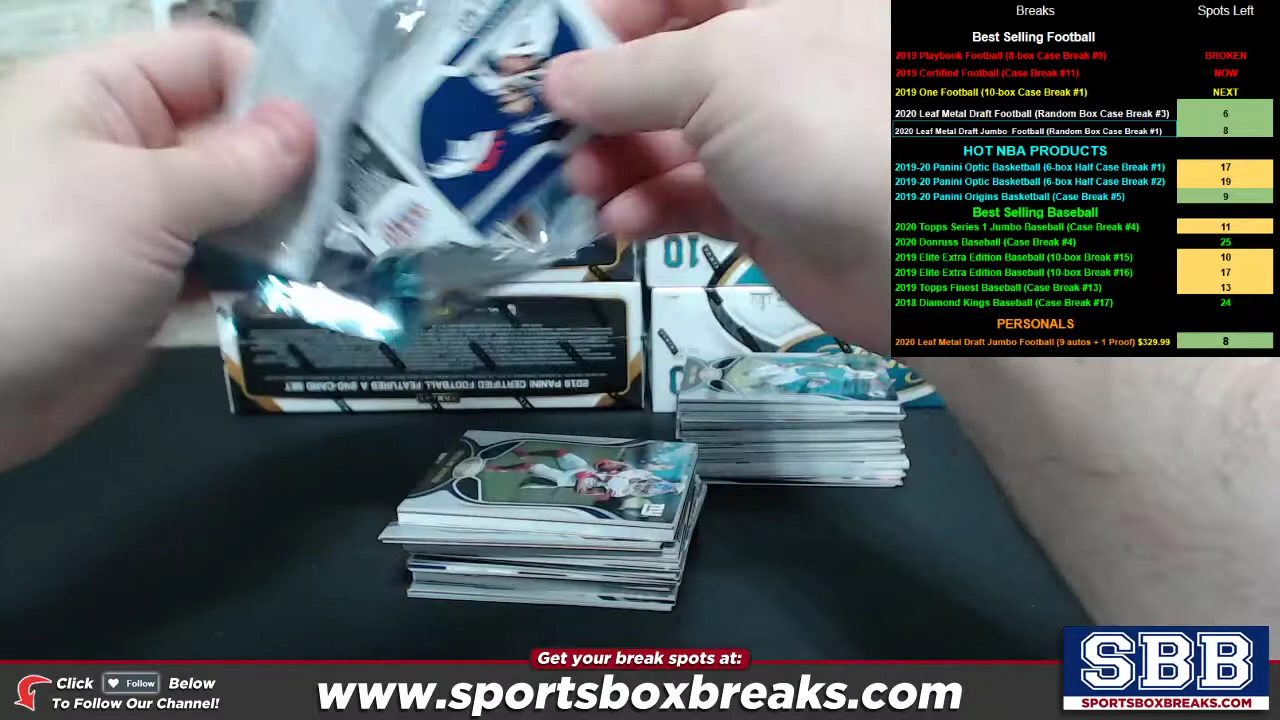 Breaks Spots Left
Best Selling Football
2019 Playbook Football (8-box Case Break #9) BROKEN
2019 Certified Football (Case Break #11) NOW
2019 One Football (10-box Case Break #1) NEXT
2020 Leaf Metal Draft Football (Random Box Case Break #3) 6
2020 Leaf Metal Draft Jumbo Football (Random Box Case Break #1) 8
HOT NBA PRODUCTS
2019-20 Panini Optic Basketball (6-box Half Case Break #1) 17
2019-20 Panini Optic Basketball (6-box Half Case Break #2) 19
2019-20 Panini Origins Basketball (Case Break #5) 9
Best Selling Baseball
2020 Topps Series 1 Jumbo Baseball (Case Break #4) 11
2020 Donruss Baseball (Case Break #4) 25
2019 Elite Extra Edition Baseball (10-box Break #15) 10
2019 Elite Extra Edition Baseball (10-box Break #16) 17
2019 Topps Finest Baseball (Case Break #13) 13
2018 Diamond Kings Baseball (Case Break #17) 24
PERSONALS
2020 Leaf Metal Draft Jumbo Football (9 autos + 1 Proof) $329.99 8
10
2019 PANINI CERTIFIED FOOTBALL FEATURES A 240-CARD SET
Get your break spots at:
Click Follow Below
To Follow Our Channel!
www.sportsboxbreaks.com
SBB
SPORTSBOXBREAKS.COM